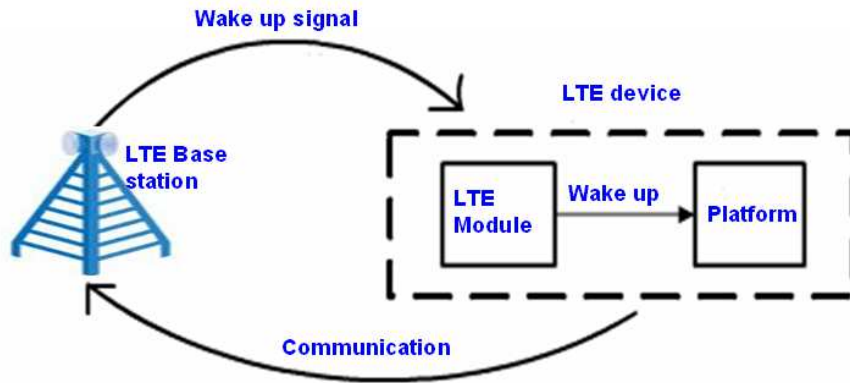 Wake up signal
LTE device
LTE Base
station
LTE
Module
Wake up
Platform
Communication